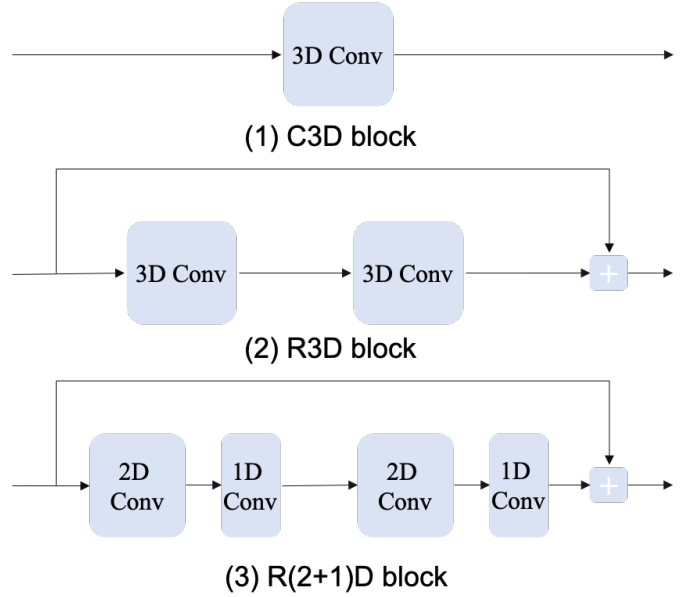 3D Conv
(1) C3D block
3D Conv
3D Conv
+
(2) R3D block
2D
Conv
1D
Conv
2D
Conv
1D
Conv
+
(3) R(2+1)D block